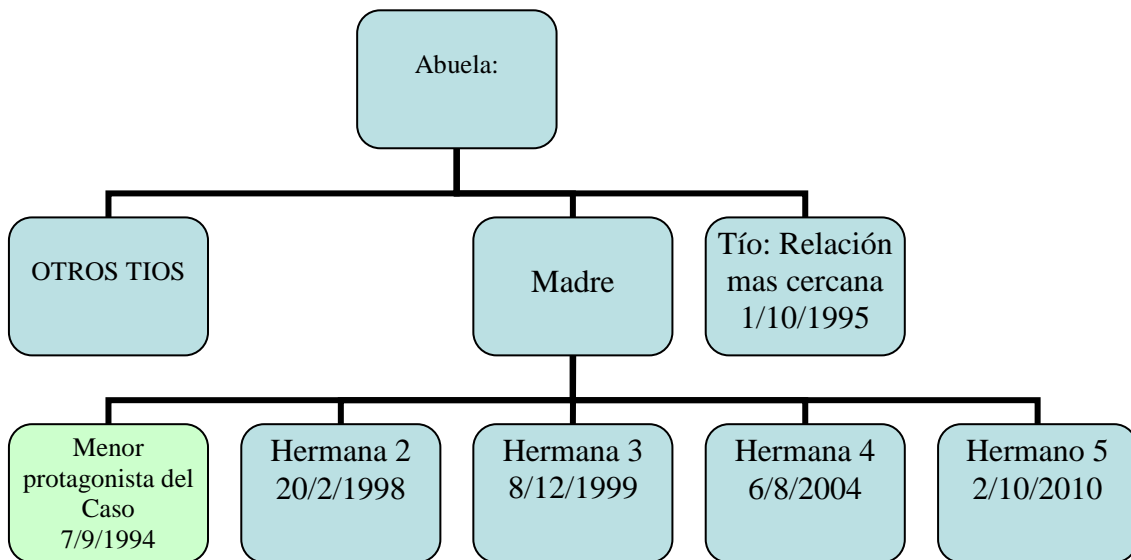 Abuela:
OTROS TIOS
Madre
Tío: Relación
mas cercana
1/10/1995
Menor
protagonista del
Caso
7/9/1994
Hermana 2
20/2/1998
Hermana 3
8/12/1999
Hermana 4
6/8/2004
Hermano 5
2/10/2010